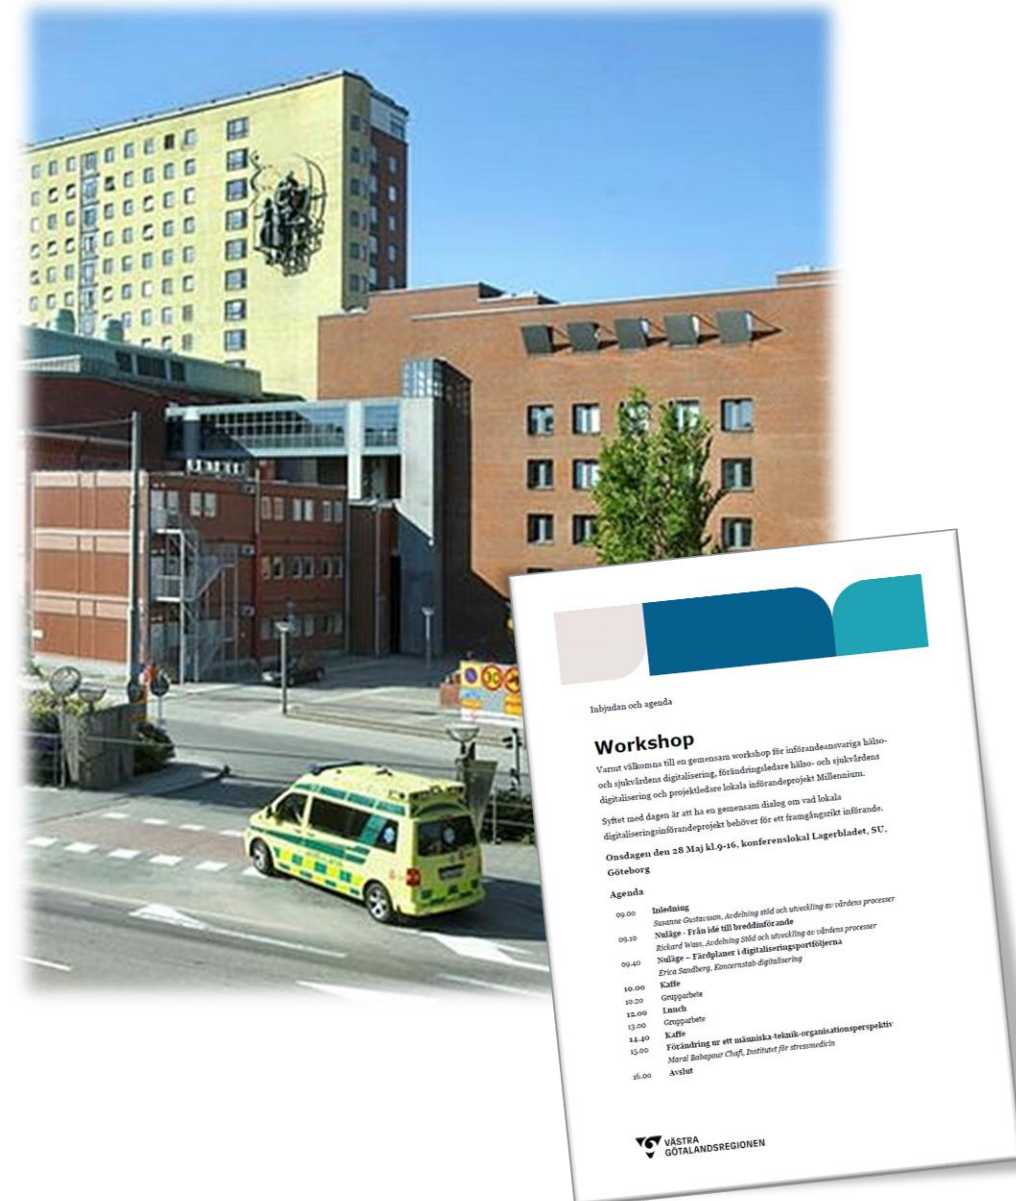 30
Inbjudan och agenda
Workshop
Varmt välkomna till en gemensam workshop för införandeansvariga hälso-
och sjukvårdens digitalisering, förändringsledare hälso- och sjukvårdens
digitalisering och projektledare lokala införandeprojekt Millennium.
Syftet med dagen är att ha en gemensam dialog om vad lokala
digitaliseringsinförandeprojekt behöver för ett framgångsrikt införande.
Onsdagen den 28 Maj kl.9-16, konferenslokal Lagerbladet, SU,
Göteborg
Agenda
09.00 Inledning
Susanne Gustavsson, Avdelning stöd och utveckling av vårdens processer
09.10 Nuläge - Från idé till breddinförande
Rickard Wass, Avdelning Stöd och utveckling av vårdens processer
09.40 Nuläge – Färdplaner i digitaliseringsportföljerna
Erica Sandberg, Koncernstab digitalisering
10.00 Kaffe
10.20 Grupparbete
12.00 Lunch
13.00 Grupparbete
14.40 Kaffe
15.00 Förändring ur ett människa-teknik-organisationsperspektiv
Maral Babapour Chafi, Institutet för stressmedicin
16.00 Avslut
VÄSTRA
GÖTALANDSREGIONEN